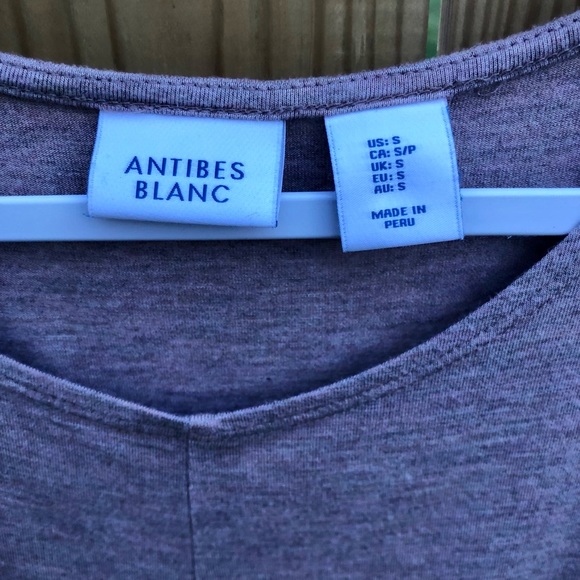 ANTIBES
BLANC
US: S
CA: S/P
UK: S
EU: S
AU: S
MADE IN
PERU